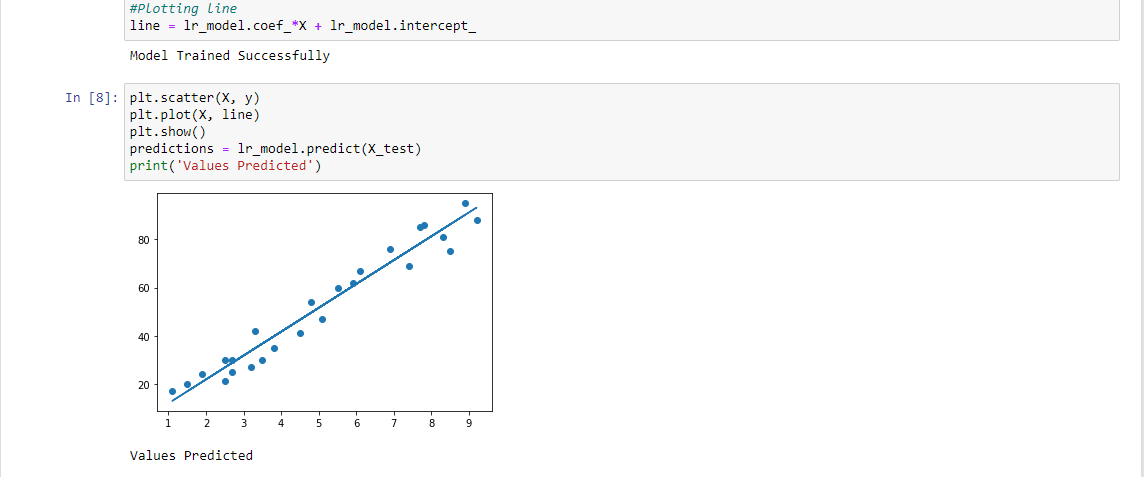 #Plotting line
line = lr_model.coef_*X + lr_model.intercept_
Model Trained Successfully
In [8]: plt.scatter(X, y)
plt.plot(X, line)
plt.show()
predictions = lr_model.predict(X_test)
print('Values Predicted')
80
60
40
20
1 2 3 4 5 6 7 8 9
Values Predicted